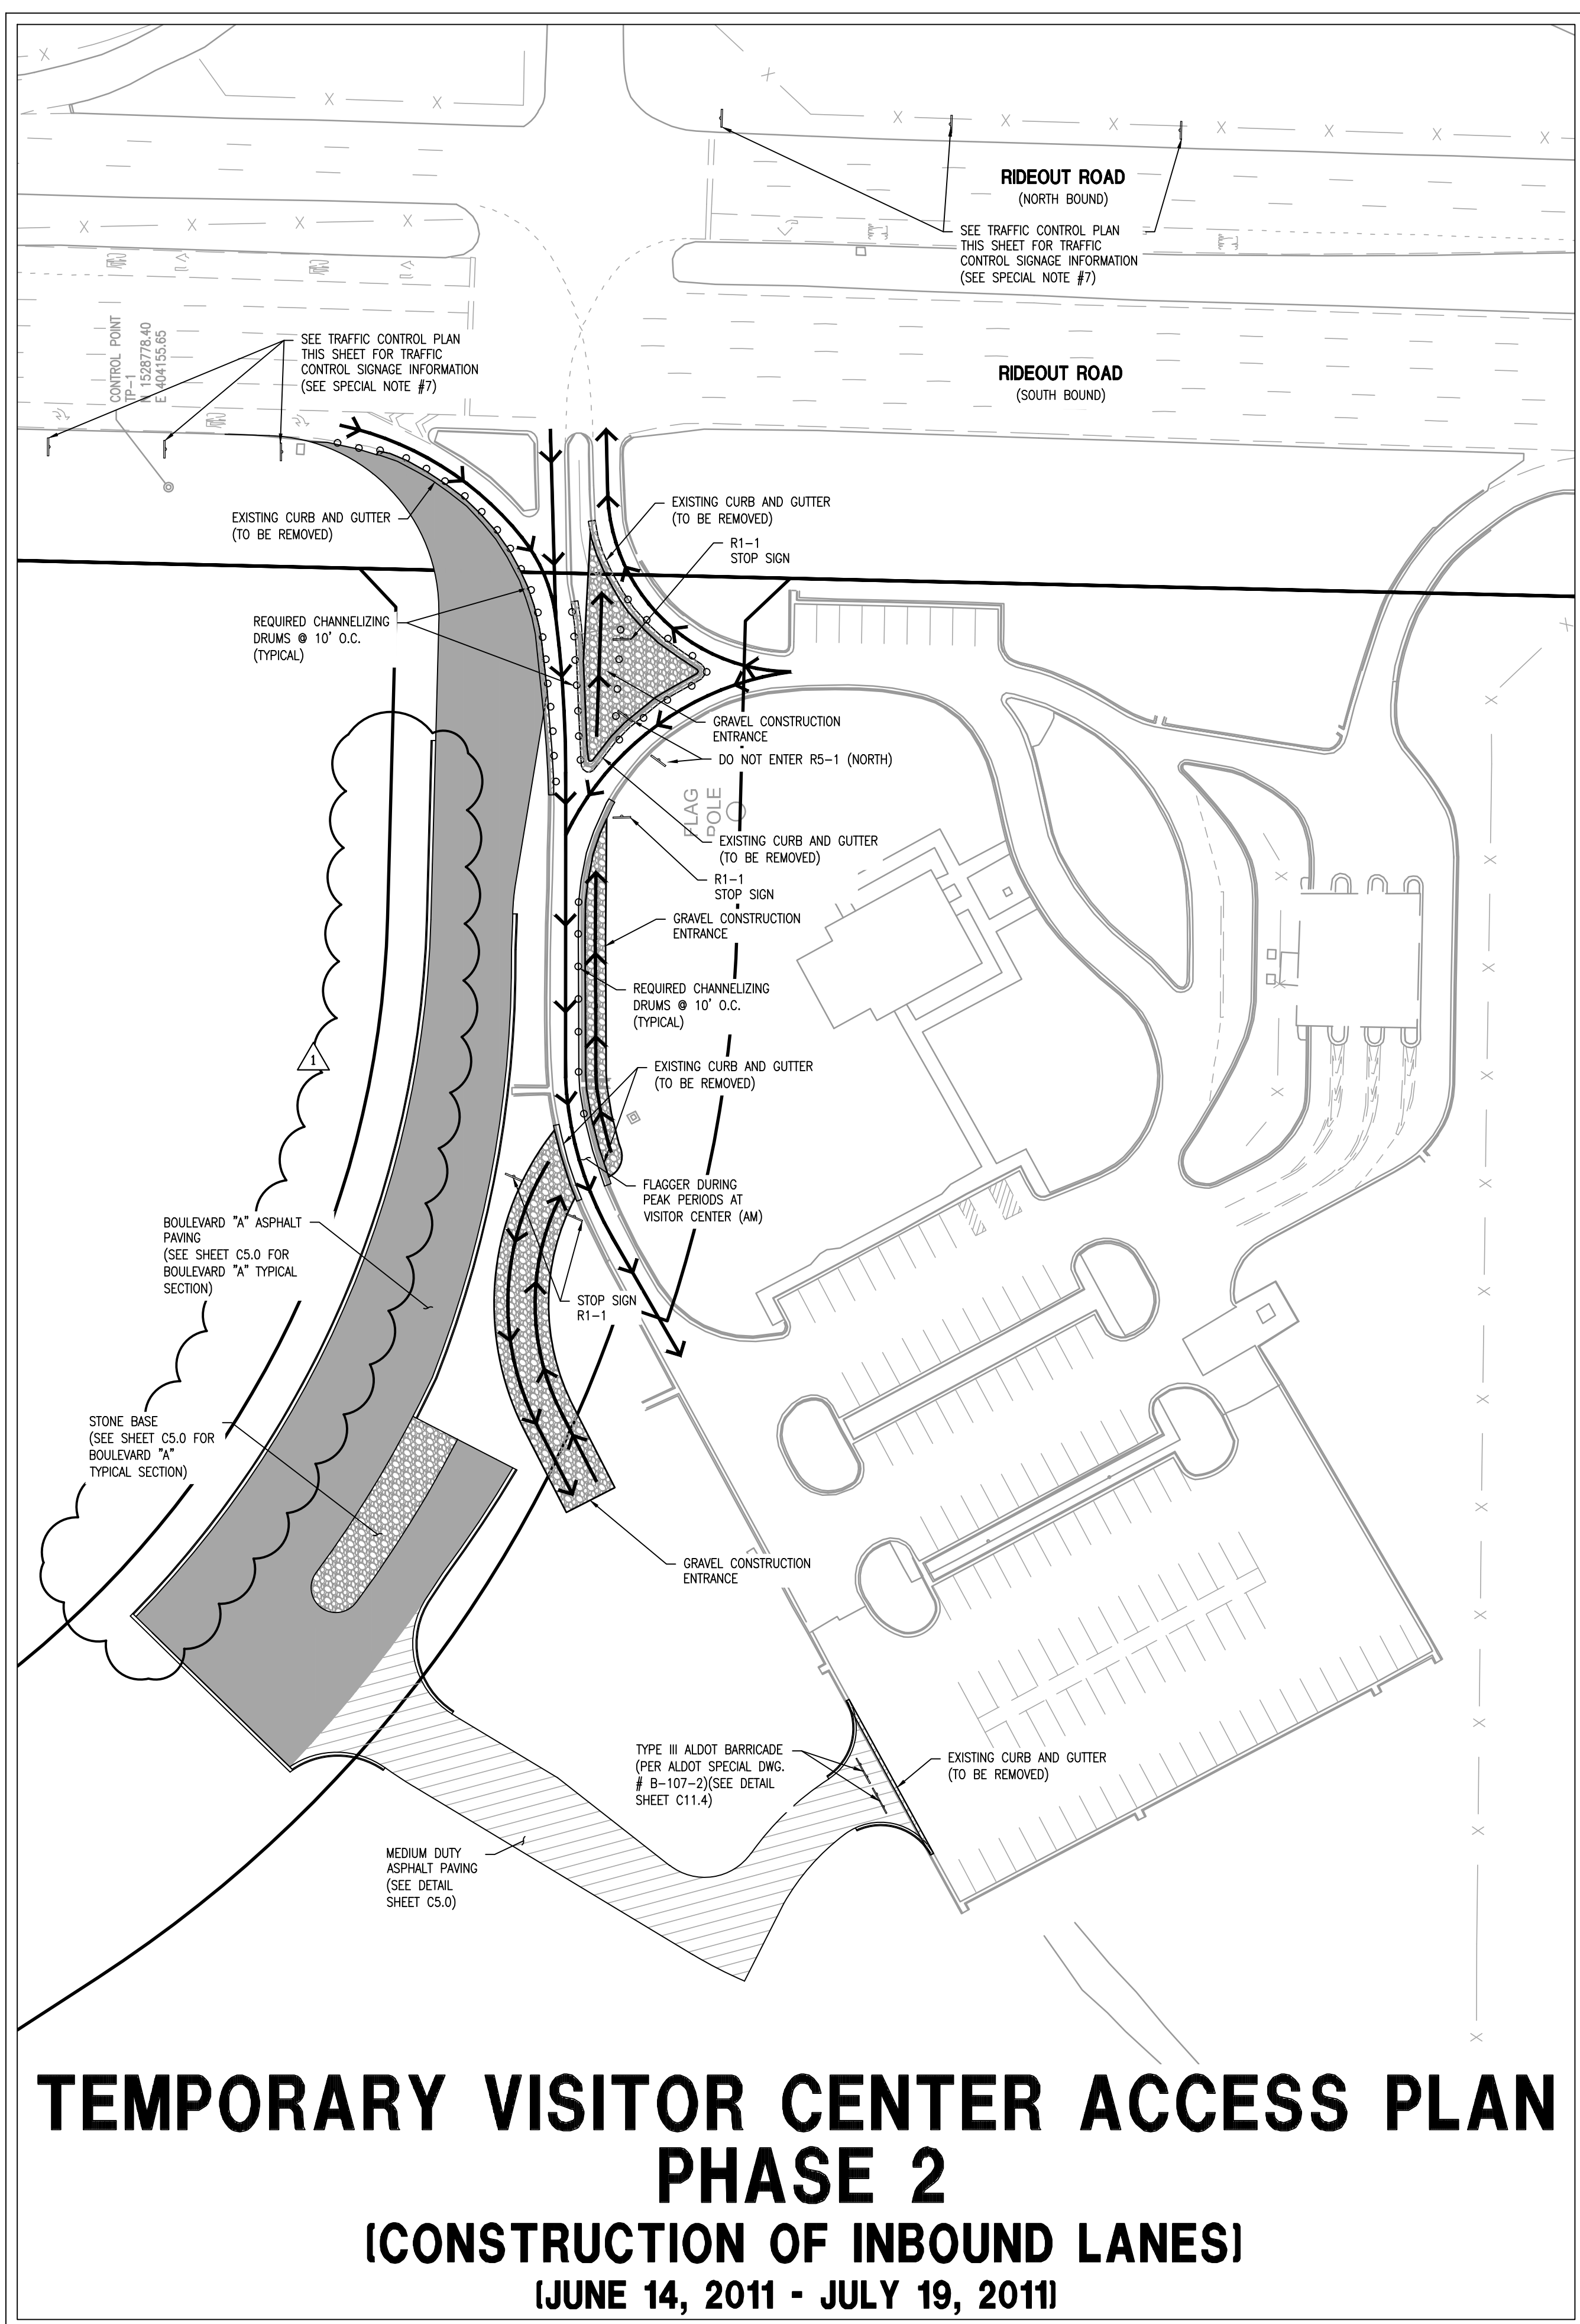 RIDEOUT ROAD
(NORTH BOUND)
SEE TRAFFIC CONTROL PLAN
THIS SHEET FOR TRAFFIC
CONTROL SIGNAGE INFORMATION
(SEE SPECIAL NOTE #7)
CONTROL POINT
TP-1
N 1528778.40
E 404155.65
SEE TRAFFIC CONTROL PLAN
THIS SHEET FOR TRAFFIC
CONTROL SIGNAGE INFORMATION
(SEE SPECIAL NOTE #7)
RIDEOUT ROAD
(SOUTH BOUND)
EXISTING CURB AND GUTTER
(TO BE REMOVED)
EXISTING CURB AND GUTTER
(TO BE REMOVED)
R1-1
STOP SIGN
REQUIRED CHANNELIZING
DRUMS @ 10' O.C.
(TYPICAL)
GRAVEL CONSTRUCTION
ENTRANCE
DO NOT ENTER R5-1 (NORTH)
FLAG
POLE
EXISTING CURB AND GUTTER
(TO BE REMOVED)
R1-1
STOP SIGN
GRAVEL CONSTRUCTION
ENTRANCE
REQUIRED CHANNELIZING
DRUMS @ 10' O.C.
(TYPICAL)
1
EXISTING CURB AND GUTTER
(TO BE REMOVED)
FLAGGER DURING
PEAK PERIODS AT
VISITOR CENTER (AM)
BOULEVARD "A" ASPHALT
PAVING
(SEE SHEET C5.0 FOR
BOULEVARD "A" TYPICAL
SECTION)
STOP SIGN
R1-1
STONE BASE
(SEE SHEET C5.0 FOR
BOULEVARD "A"
TYPICAL SECTION)
GRAVEL CONSTRUCTION
ENTRANCE
TYPE III ALDOT BARRICADE
(PER ALDOT SPECIAL DWG.
# B-107-2)(SEE DETAIL
SHEET C11.4)
EXISTING CURB AND GUTTER
(TO BE REMOVED)
MEDIUM DUTY
ASPHALT PAVING
(SEE DETAIL
SHEET C5.0)
TEMPORARY VISITOR CENTER ACCESS PLAN
PHASE 2
(CONSTRUCTION OF INBOUND LANES)
(JUNE 14, 2011 - JULY 19, 2011)